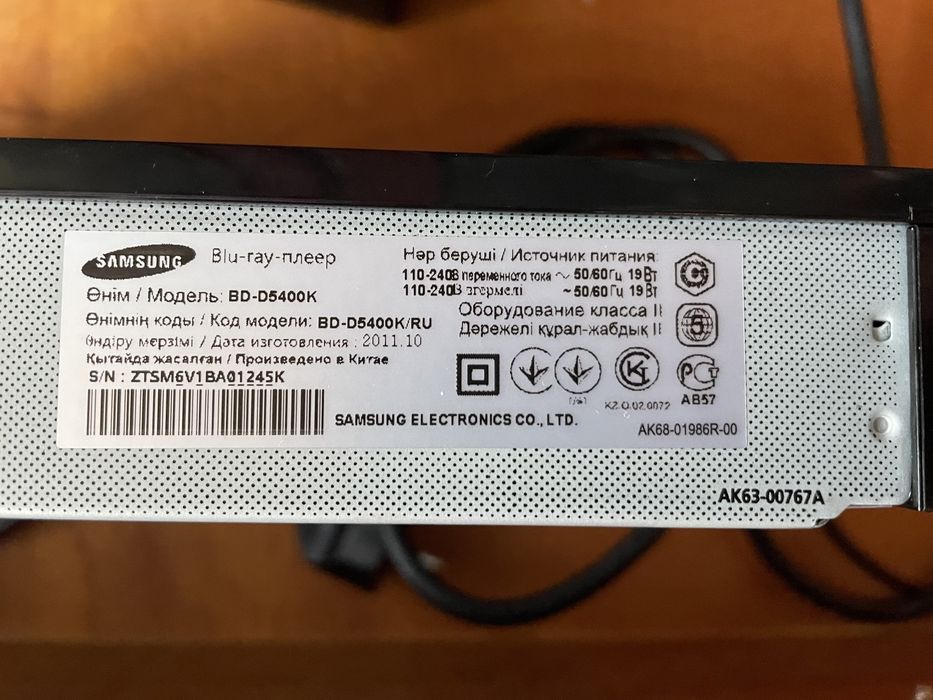 SAMSUNG Blu-ray-плеер
Өнім / Модель: BD-D5400K
Өнімнің коды / Код модели: BD-D5400K/RU
Өндіру мерзімі / Дата изготовления : 2011.10
Қытайда жасалған / Произведено в Китае
S/N : ZTSM6V1BA01245K
Нәр беруші / Источник питания:
110-240В переменного тока ~ 50/60Гц 19Вт
110-240В згермелі ~ 50/60Гц 19Вт
Оборудование класса II
Дәрежелі құрал-жабдық II
5
KZ.O.02.0072
АВ57
SAMSUNG ELECTRONICS CO., LTD.
AK68-01986R-00
AK63-00767A